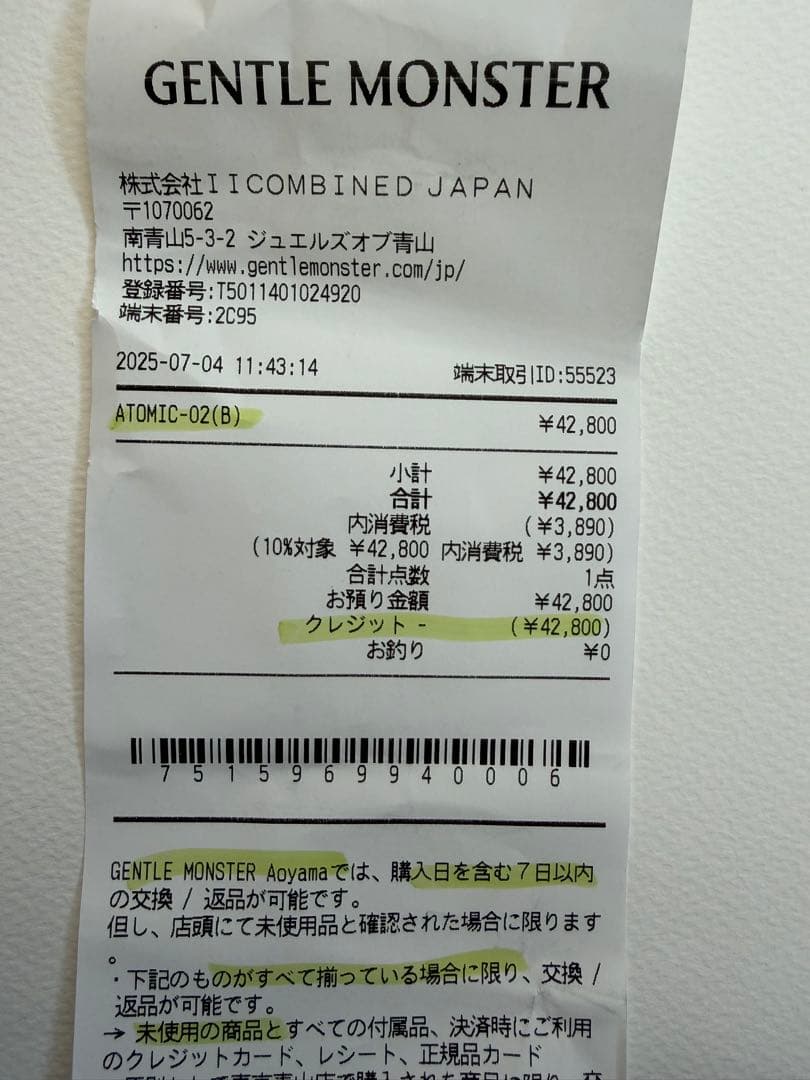 GENTLE MONSTER
株式会社IICOMBINED JAPAN
〒1070062
南青山5-3-2 ジュエルズオブ青山
https://www.gentlemonster.com/jp/
登録番号:T5011401024920
端末番号:2C95
2025-07-04 11:43:14 端末取引ID:55523
ATOMIC-02(B) ¥42,800
小計 ¥42,800
合計 ¥42,800
内消費税 (¥3,890)
(10%対象 ¥42,800 内消費税 ¥3,890)
合計点数 1点
お預り金額 ¥42,800
クレジット - (¥42,800)
お釣り ¥0
7515969940006
GENTLE MONSTER Aoyamaでは、購入日を含む7日以内
の交換 / 返品が可能です。
但し、店頭にて未使用品と確認された場合に限ります
。
・下記のものがすべて揃っている場合に限り、交換 /
返品が可能です。
→ 未使用の商品とすべての付属品、決済時にご利用
のクレジットカード、レシート、正規品カード